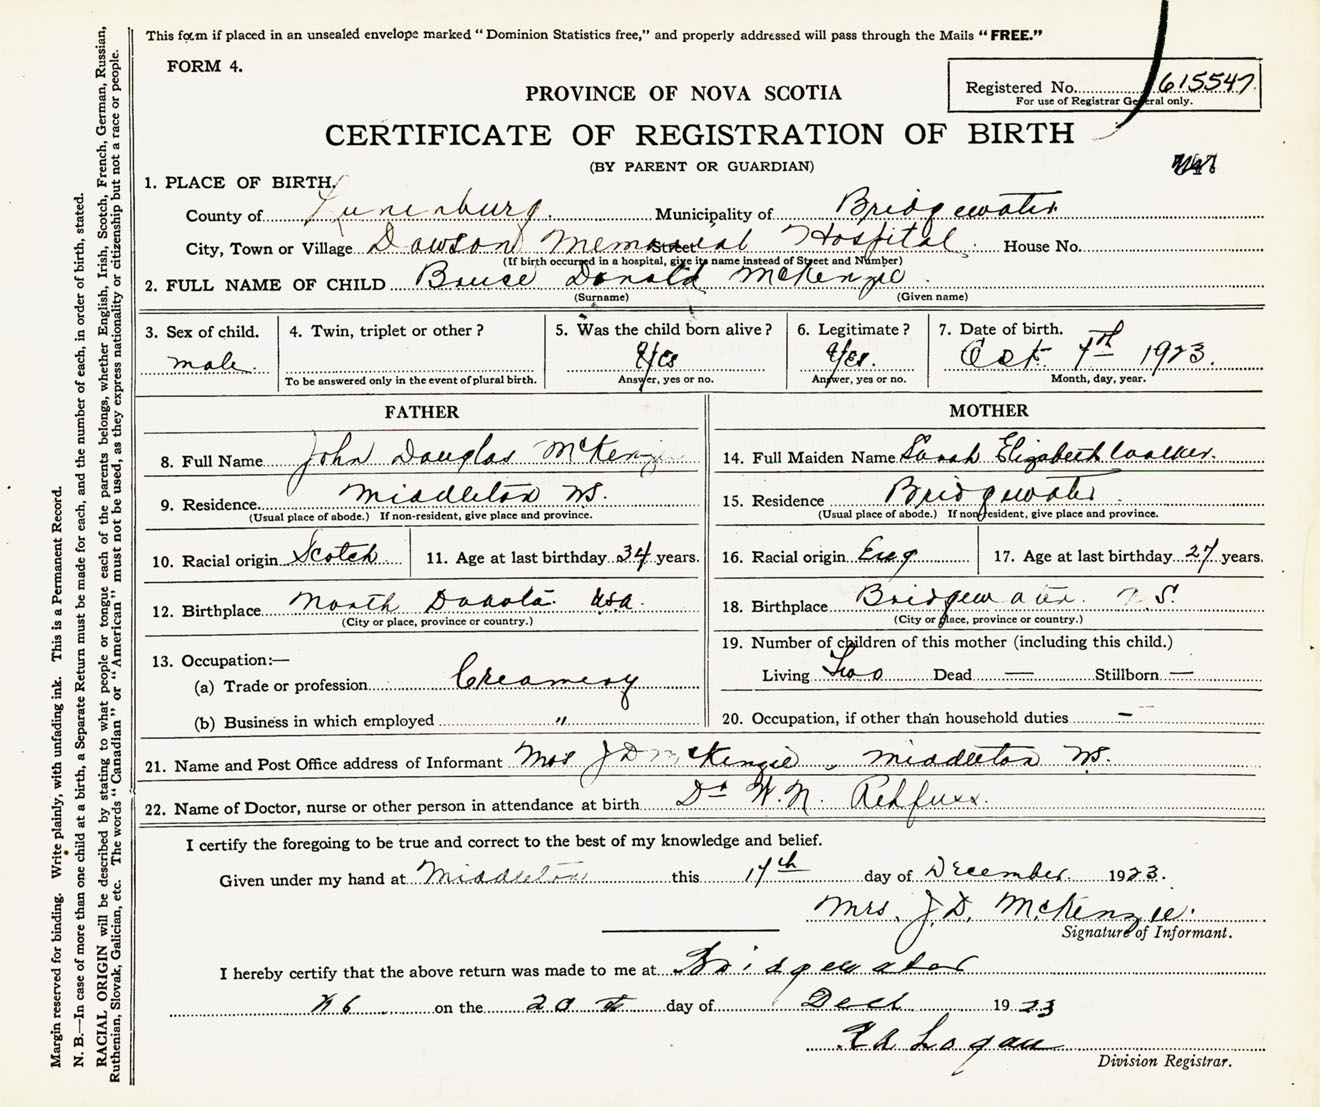 This form if placed in an unsealed envelope marked "Dominion Statistics free," and properly addressed will pass through the Mails "FREE."
FORM 4.
Registered No. 615547
For use of Registrar General only.
PROVINCE OF NOVA SCOTIA
CERTIFICATE OF REGISTRATION OF BIRTH
(BY PARENT OR GUARDIAN)
1. PLACE OF BIRTH.
County of Lunenburg. Municipality of Bridgewater
City, Town or Village Dawson Memorial Hospital. Street House No.
(If birth occurred in a hospital, give its name instead of Street and Number)
2. FULL NAME OF CHILD Bruce Donald McKenzie
(Surname) (Given name)
3. Sex of child. 4. Twin, triplet or other? 5. Was the child born alive? 6. Legitimate? 7. Date of birth.
male. Yes Yes. Oct. 7th 1923.
To be answered only in the event of plural birth. Answer, yes or no. Answer, yes or no. Month, day, year.
FATHER
8. Full Name John Douglas McKenzie
9. Residence. Middleton NS.
(Usual place of abode.) If non-resident, give place and province.
10. Racial origin Scotch 11. Age at last birthday 34 years.
12. Birthplace North Dakota. USA.
(City or place, province or country.)
13. Occupation:—
(a) Trade or profession Creamery
(b) Business in which employed "
MOTHER
14. Full Maiden Name Sarah Elizabeth Walker.
15. Residence Bridgewater.
(Usual place of abode.) If non-resident, give place and province.
16. Racial origin Eng 17. Age at last birthday 27 years.
18. Birthplace Bridgewater. N.S.
(City or place, province or country.)
19. Number of children of this mother (including this child.)
Living Two Dead — Stillborn —
20. Occupation, if other than household duties —
21. Name and Post Office address of Informant Mrs J D McKenzie, Middleton NS.
22. Name of Doctor, nurse or other person in attendance at birth Dr W.N. Rehfuss.
I certify the foregoing to be true and correct to the best of my knowledge and belief.
Given under my hand at Middleton this 17th day of December 1923.
Mrs. J.D. McKenzie.
Signature of Informant.
I hereby certify that the above return was made to me at Bridgewater
on the 20th day of Dec 1923
Logan
Division Registrar.
Margin reserved for binding. Write plainly, with unfading ink. This is a Permanent Record.
N. B.—In case of more than one child at a birth, a Separate Return must be made for each, and the number of each, in order of birth, stated.
RACIAL ORIGIN will be described by stating to what people or tongue each of the parents belongs, whether English, Irish, Scotch, French, German, Russian,
Ruthenian, Slovak, Galician, etc. The words "Canadian" or "American" must not be used, as they express nationality or citizenship but not a race or people.